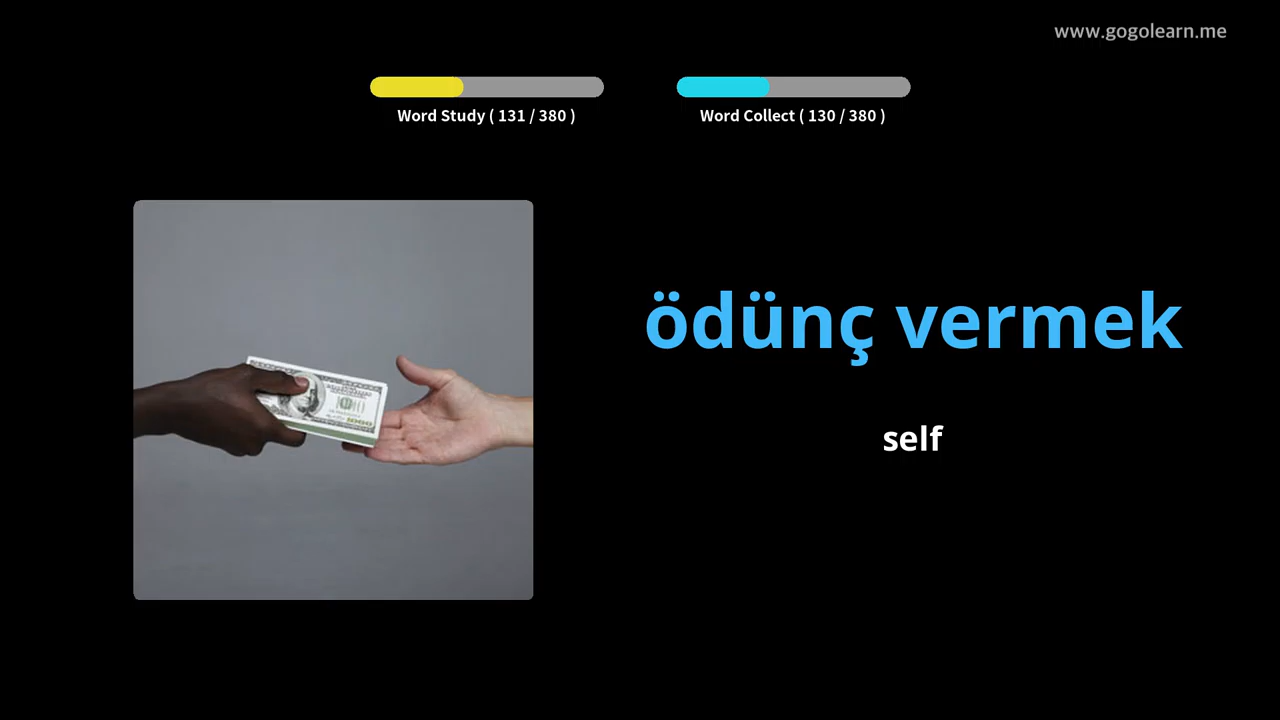 www.gogolearn.me
Word Study ( 131 / 380 )
Word Collect ( 130 / 380 )
ödünç vermek
self